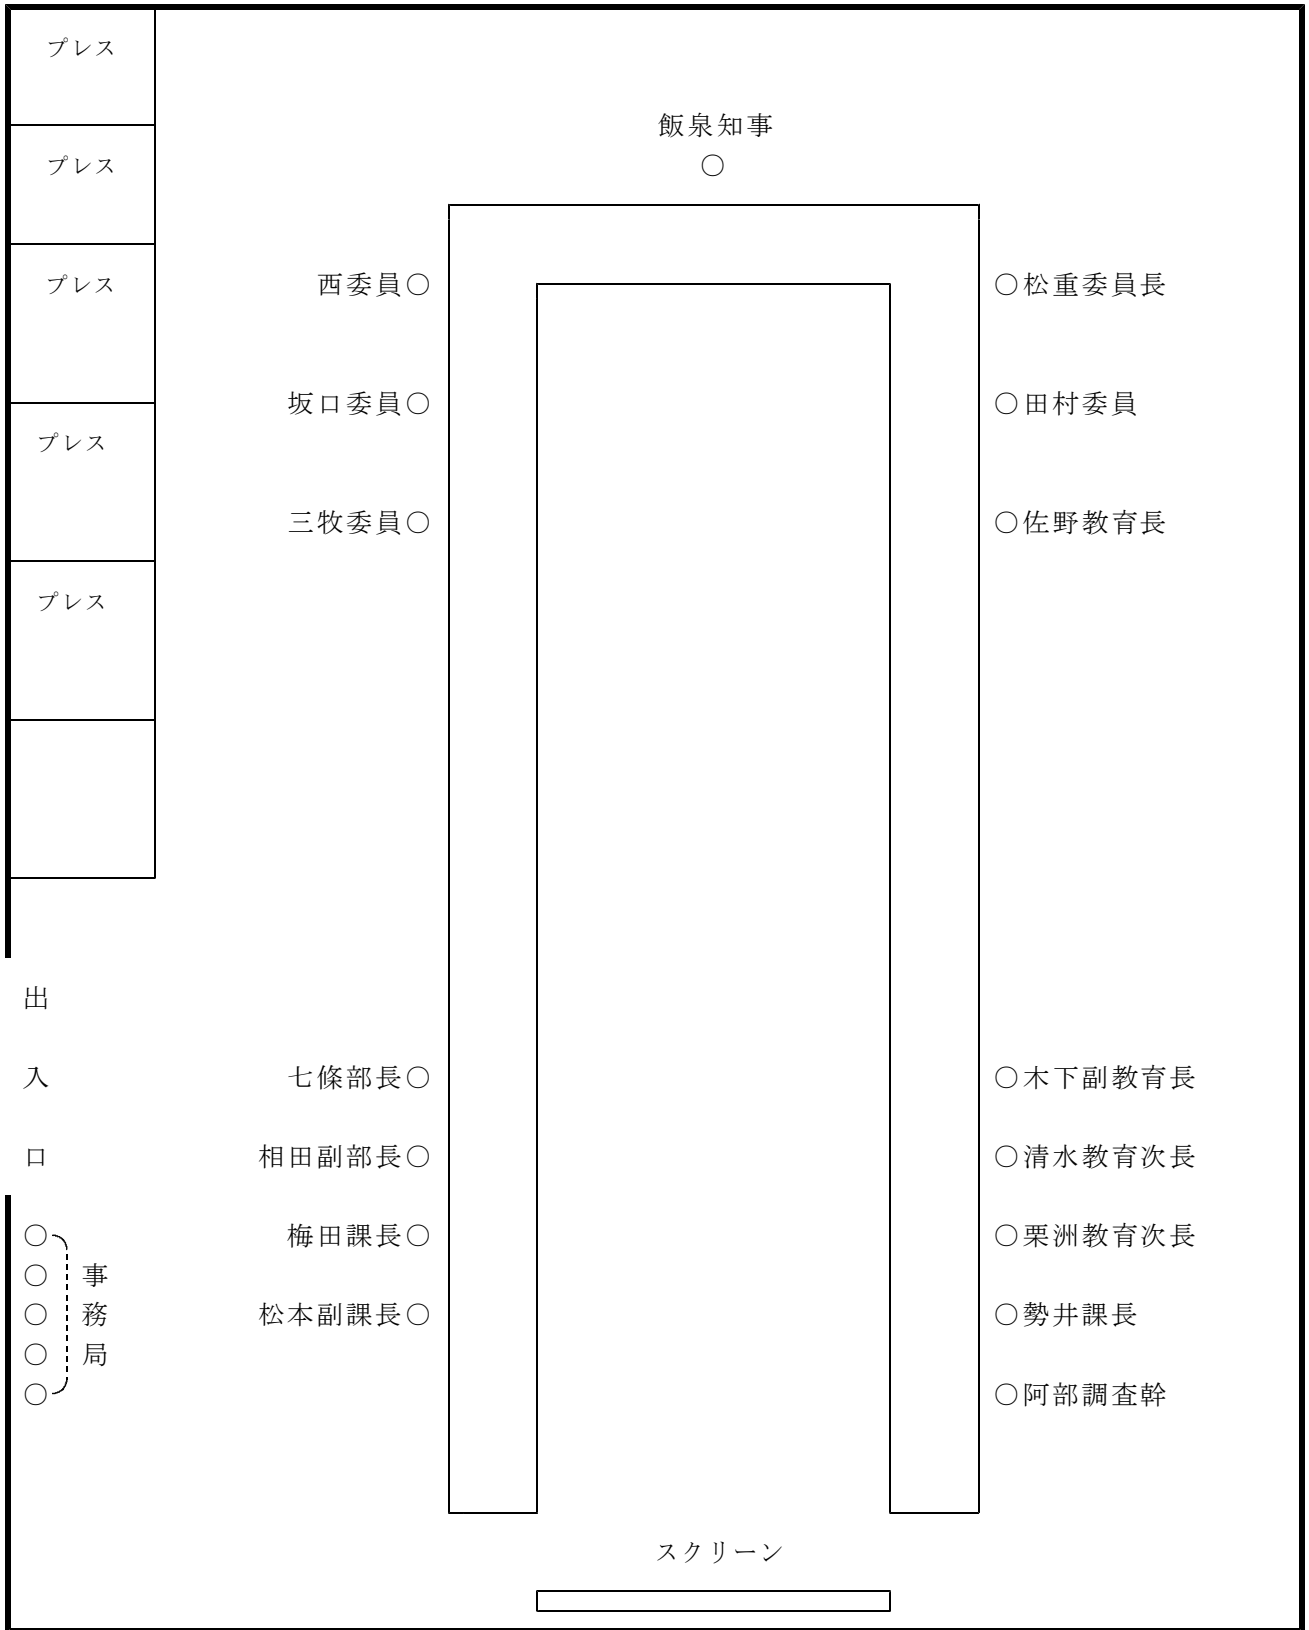 プレス
飯泉知事
○
プレス
西委員○
○松重委員長
プレス
坂口委員○
○田村委員
プレス
三牧委員○
○佐野教育長
プレス
出入口
七條部長○
○木下副教育長
相田副部長○
○清水教育次長
梅田課長○
○栗洲教育次長
松本副課長○
○勢井課長
○阿部調査幹
○
○
○
○
○
事務局
スクリーン